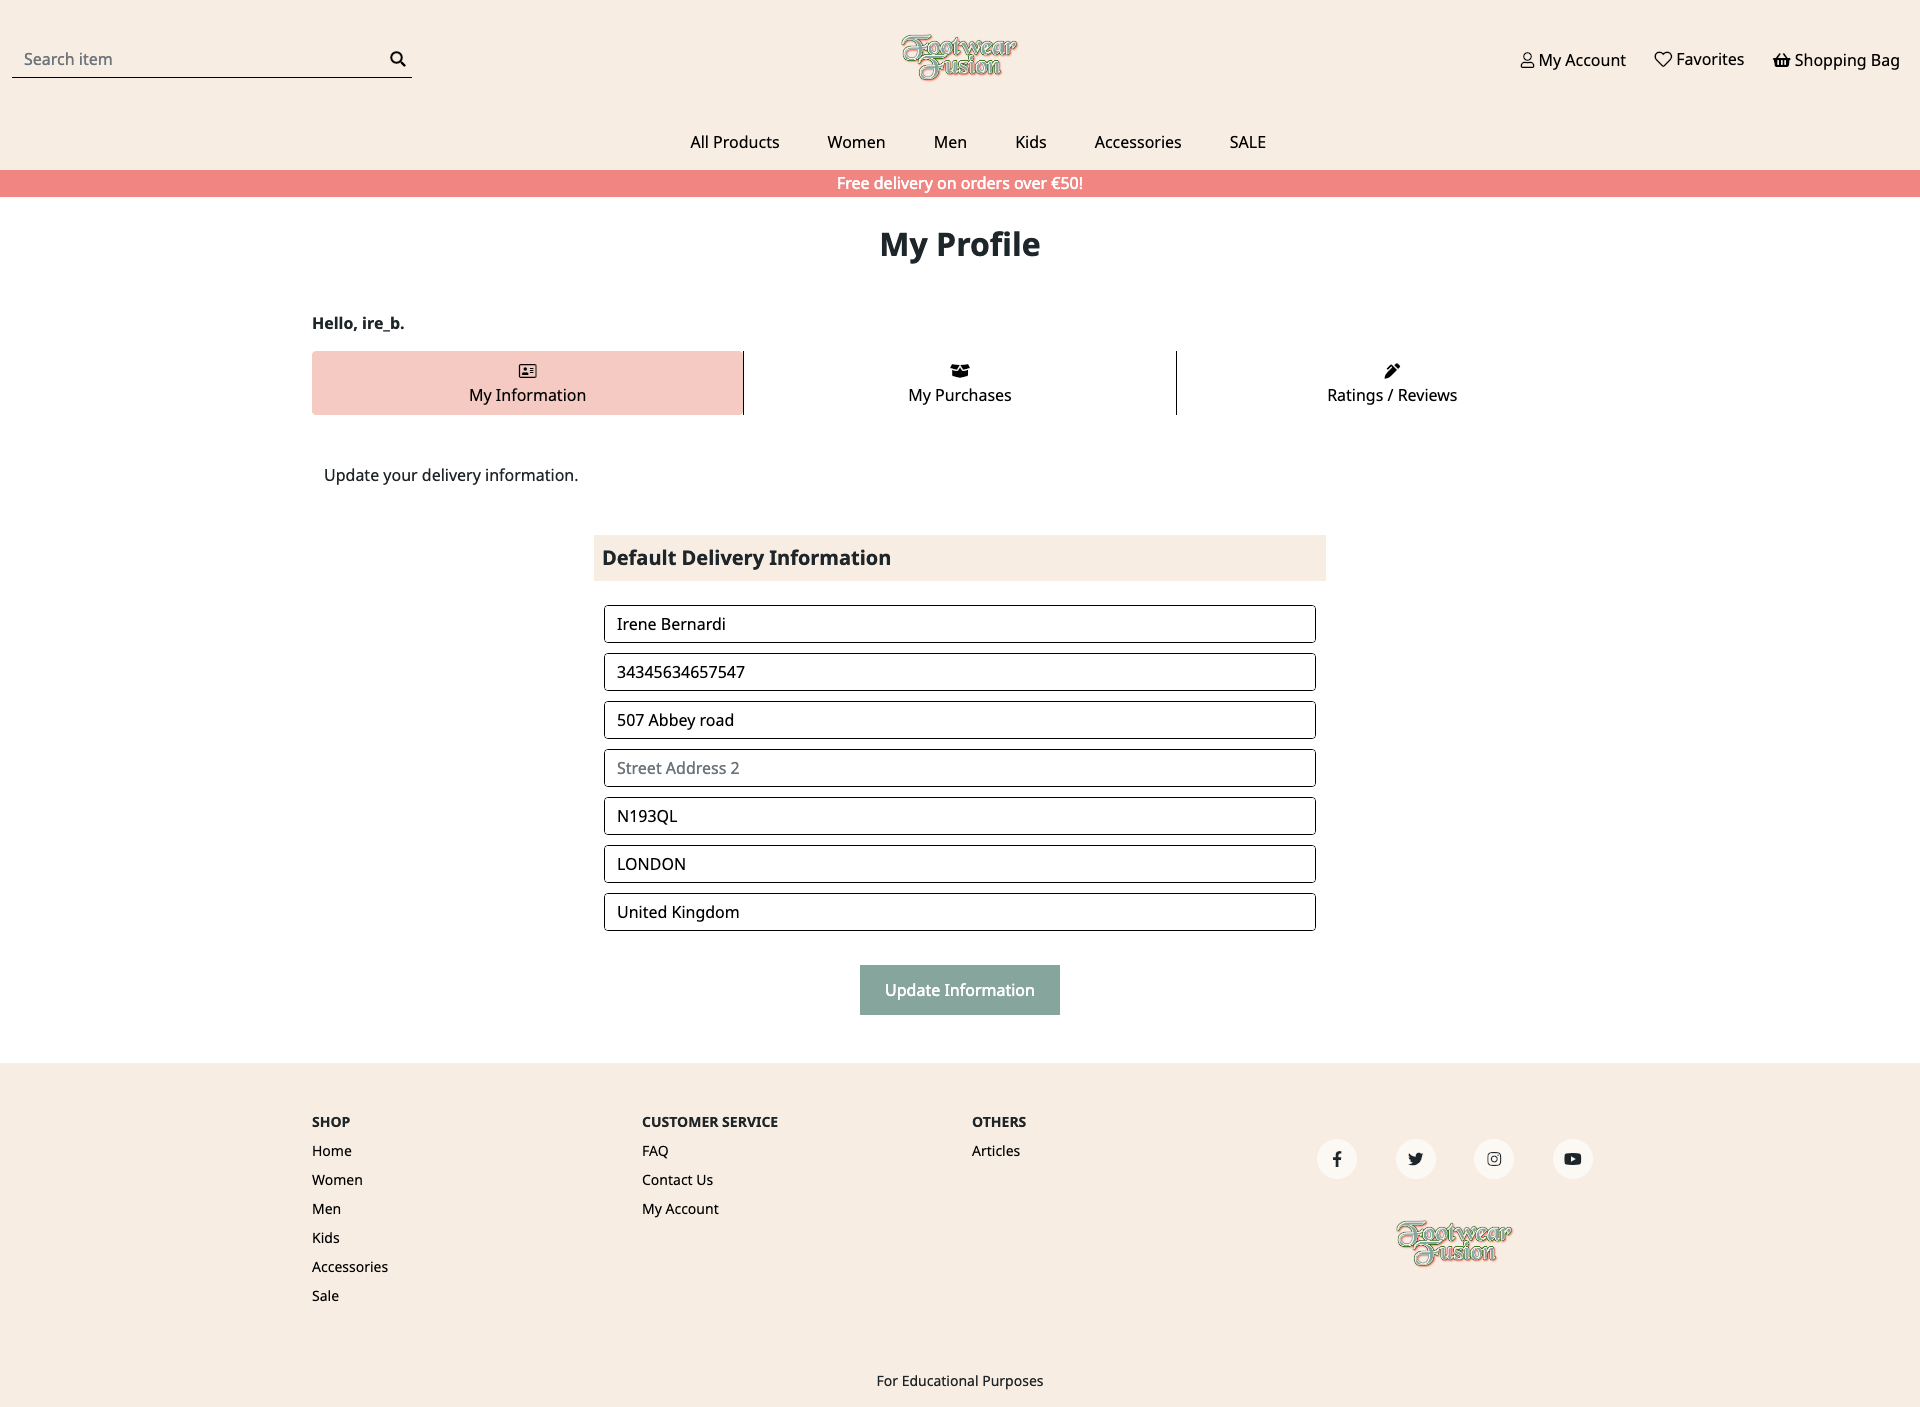 Search item
Footwear
Fusion
My Account
Favorites
Shopping Bag
All Products
Women
Men
Kids
Accessories
SALE
Free delivery on orders over €50!
My Profile
Hello, ire_b.
My Information
My Purchases
Ratings / Reviews
Update your delivery information.
Default Delivery Information
Irene Bernardi
34345634657547
507 Abbey road
Street Address 2
N193QL
LONDON
United Kingdom
Update Information
SHOP
Home
Women
Men
Kids
Accessories
Sale
CUSTOMER SERVICE
FAQ
Contact Us
My Account
OTHERS
Articles
Footwear
Fusion
For Educational Purposes